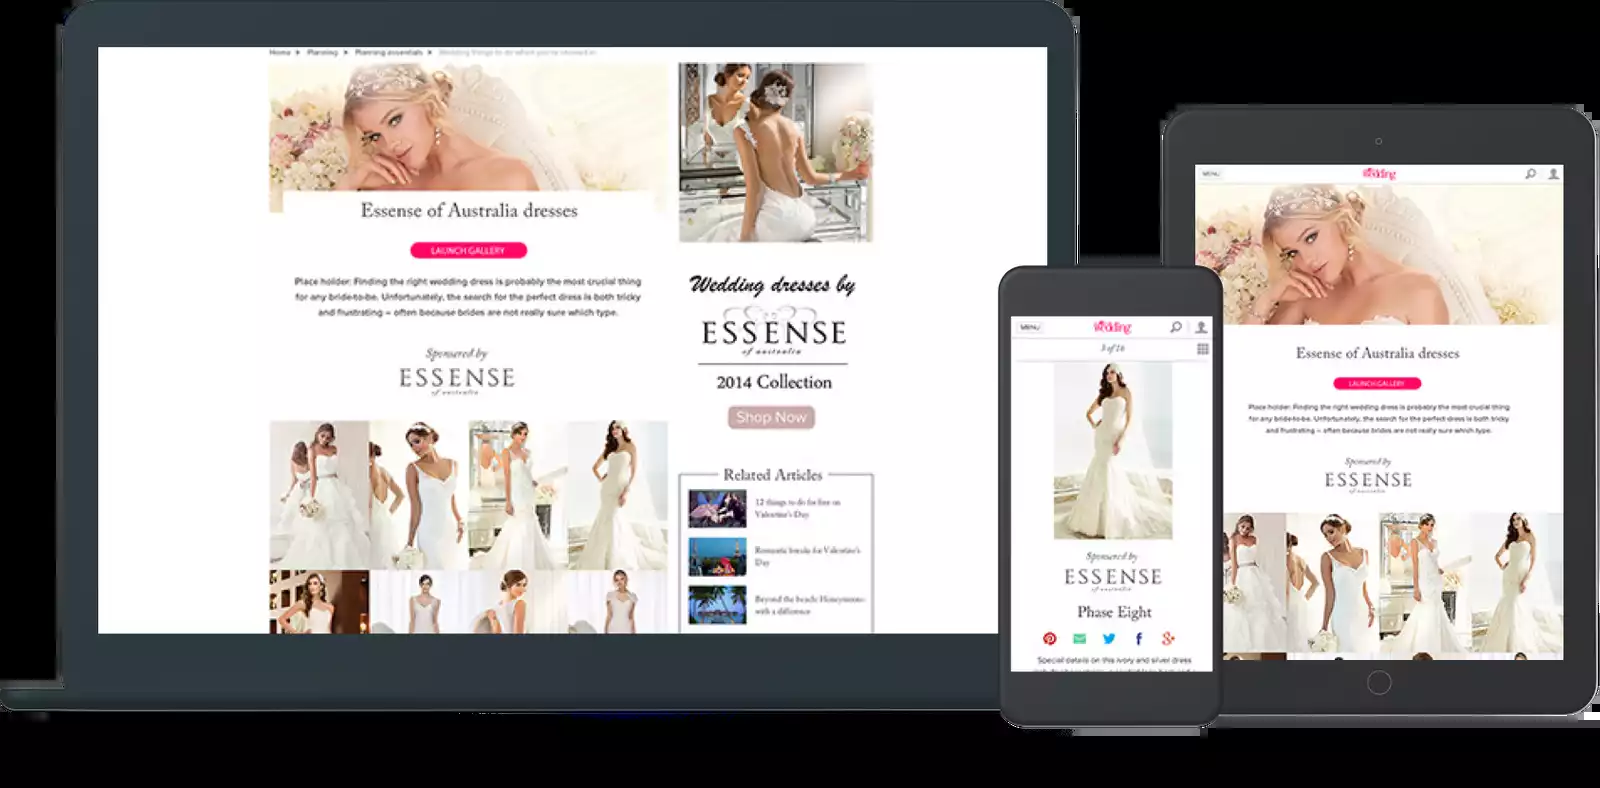 Home > Planning > Planning essentials > Wedding things to do when you're
Essense of Australia dresses
LAUNCH GALLERY
Place holder: Finding the right wedding dress is probably the most crucial thing
for any bride-to-be. Unfortunately, the search for the perfect dress is both tricky
and frustrating – often because brides are not really sure which type.
Sponsored by
ESSENSE
of australia
Wedding dresses by
ESSENSE
of australia
2014 Collection
Shop Now
Related Articles
12 things to do for free on
Valentine's Day
Romantic breaks for Valentine's
Day
Beyond the beach: Honeymoons
with a difference
MENU
Wedding
3 of 16
Sponsored by
ESSENSE
of australia
Phase Eight
Special details on this ivory and silver dress
MENU
Wedding
Essense of Australia dresses
LAUNCH GALLERY
Place holder: Finding the right wedding dress is probably the most crucial thing
for any bride-to-be. Unfortunately, the search for the perfect dress is both tricky
and frustrating – often because brides are not really sure which type.
Sponsored by
ESSENSE
of australia